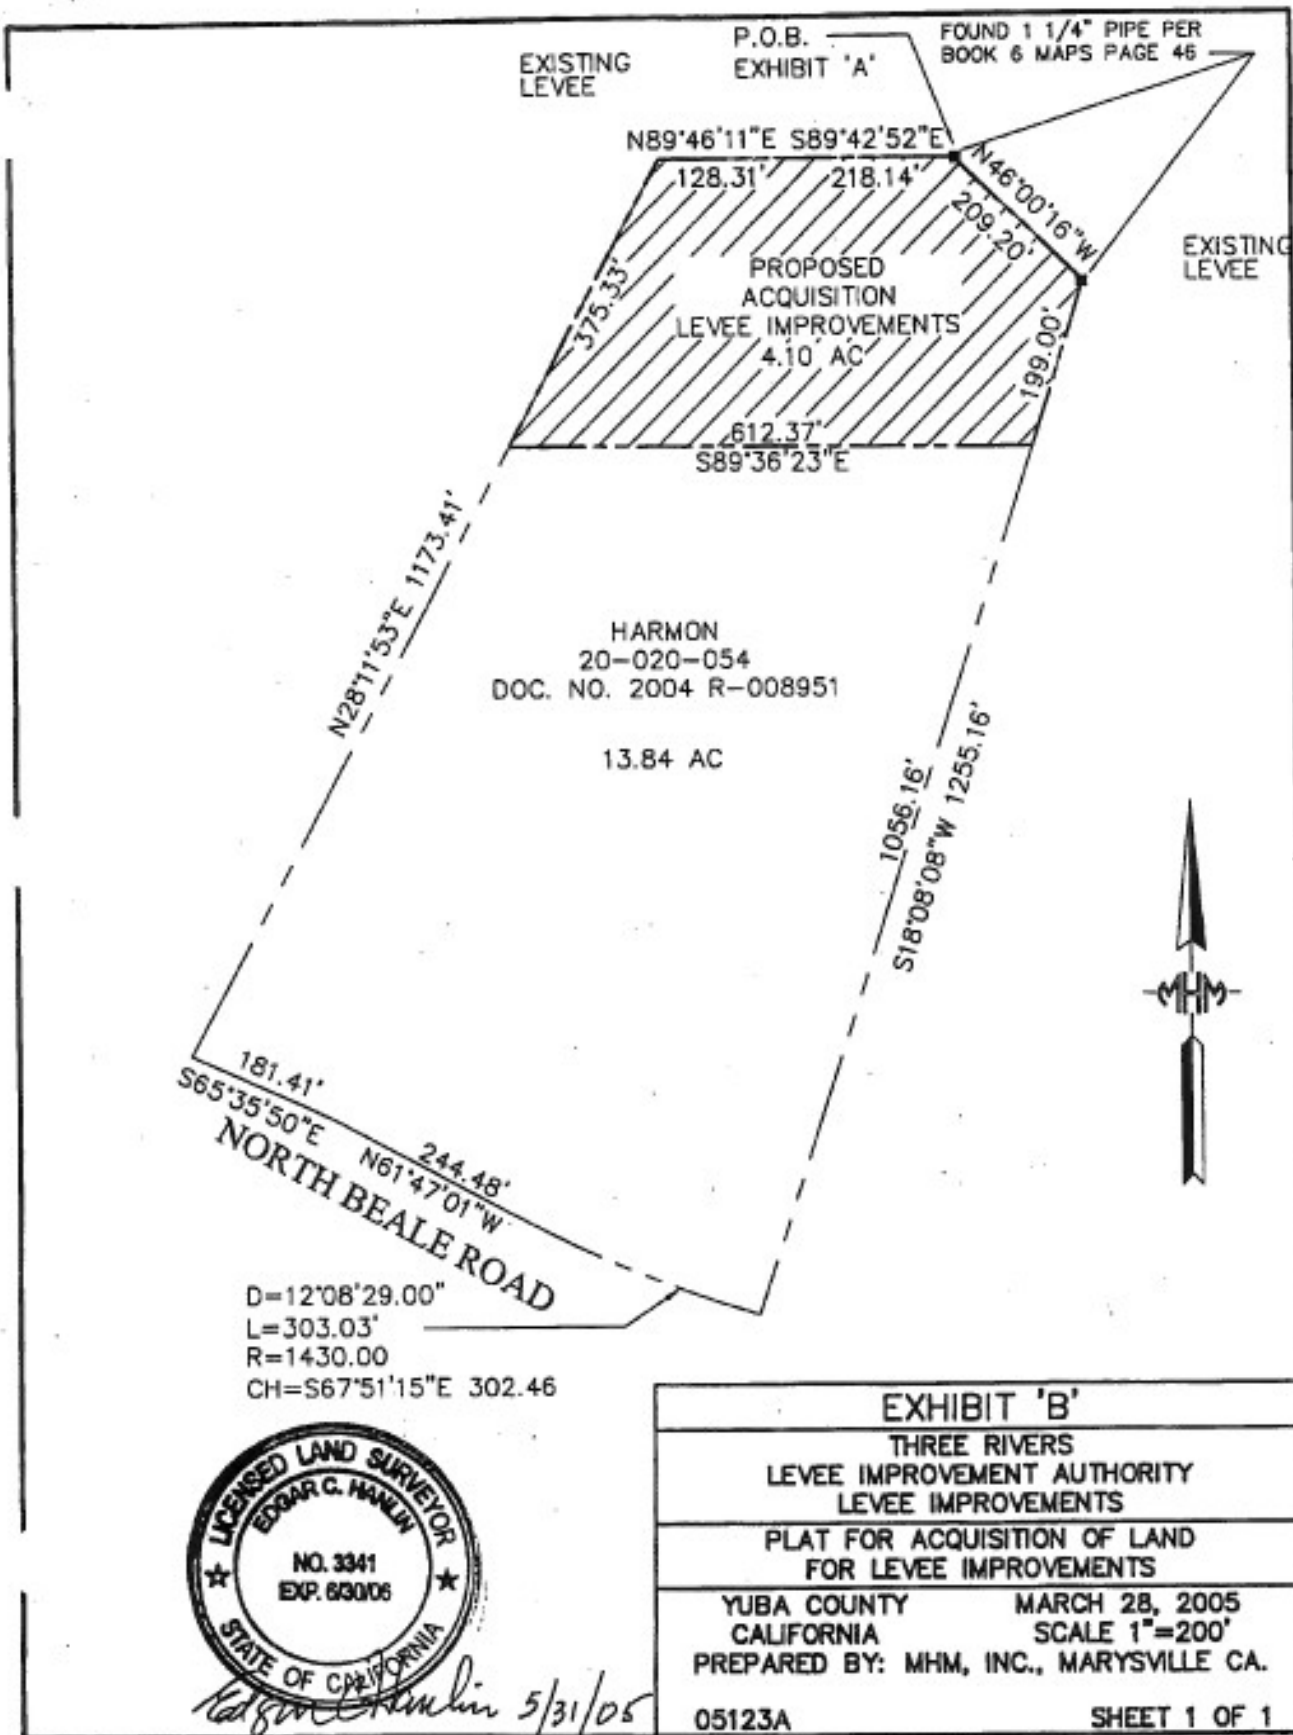 P.O.B.
EXHIBIT 'A'
FOUND 1 1/4" PIPE PER
BOOK 6 MAPS PAGE 46
EXISTING
LEVEE
N89°46'11"E S89°42'52"E
128.31' 218.14'
N46°00'16"W
209.20'
EXISTING
LEVEE
PROPOSED
ACQUISITION
LEVEE IMPROVEMENTS
4.10 AC
375.33'
199.00'
612.37'
S89°36'23"E
N28°11'53"E 1173.41'
HARMON
20-020-054
DOC. NO. 2004 R-008951
13.84 AC
1056.16'
S18°08'08"W 1255.16'
MHM
181.41'
S65°35'50"E
244.48'
N61°47'01"W
NORTH BEALE ROAD
D=12°08'29.00"
L=303.03'
R=1430.00
CH=S67°51'15"E 302.46
LICENSED LAND SURVEYOR
EDGAR C. HANLIN
NO. 3341
EXP. 6/30/06
STATE OF CALIFORNIA
Edgar C Hanlin 5/31/05
EXHIBIT 'B'
THREE RIVERS
LEVEE IMPROVEMENT AUTHORITY
LEVEE IMPROVEMENTS
PLAT FOR ACQUISITION OF LAND
FOR LEVEE IMPROVEMENTS
YUBA COUNTY MARCH 28, 2005
CALIFORNIA SCALE 1"=200'
PREPARED BY: MHM, INC., MARYSVILLE CA.
05123A SHEET 1 OF 1